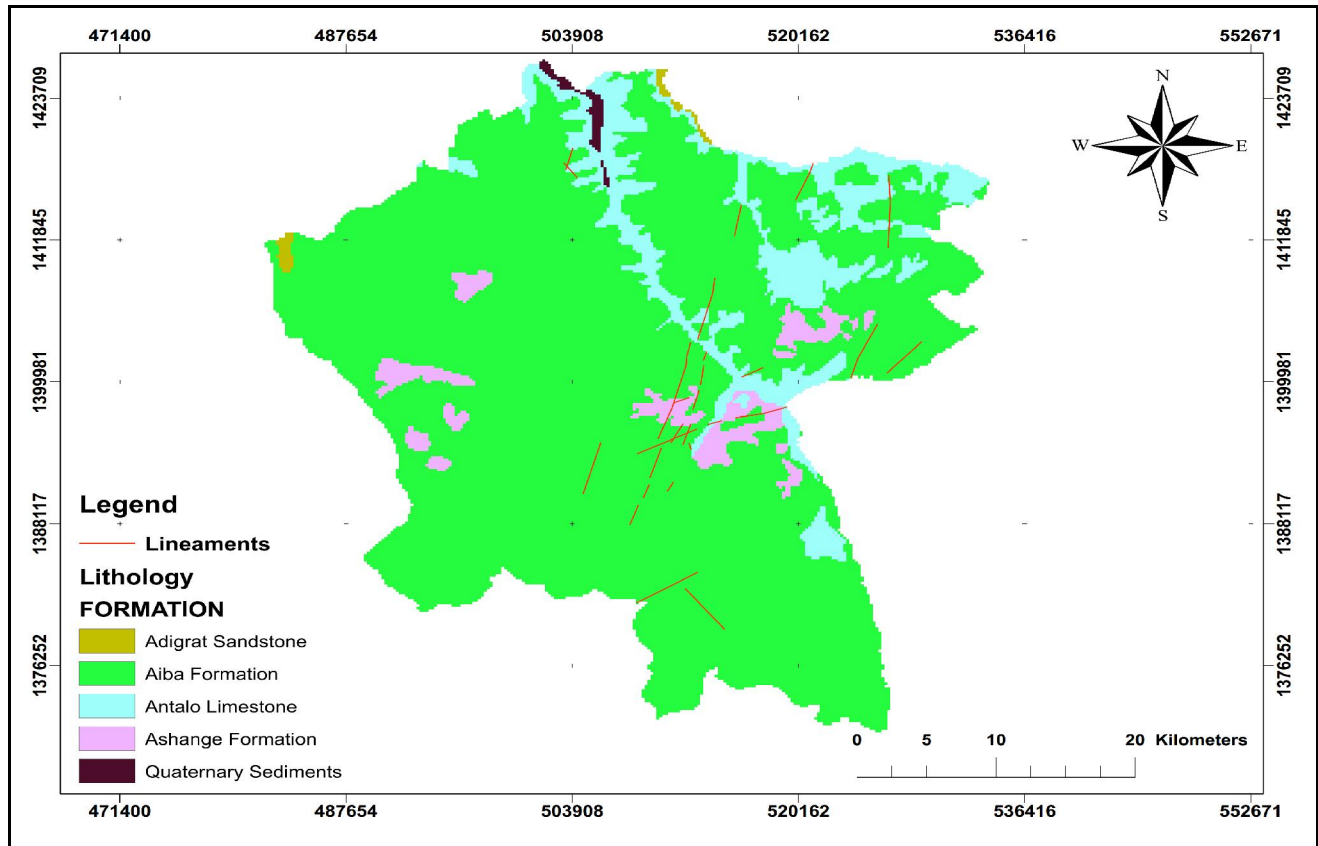 471400 487654 503908 520162 536416 552671
1423709 1423709
N
W E
S
1411845 1411845
1399981 1399981
1388117 1388117
1376252 1376252
Legend
Lineaments
Lithology
FORMATION
Adigrat Sandstone
Aiba Formation
Antalo Limestone
Ashange Formation
Quaternary Sediments
0 5 10 20 Kilometers
471400 487654 503908 520162 536416 552671